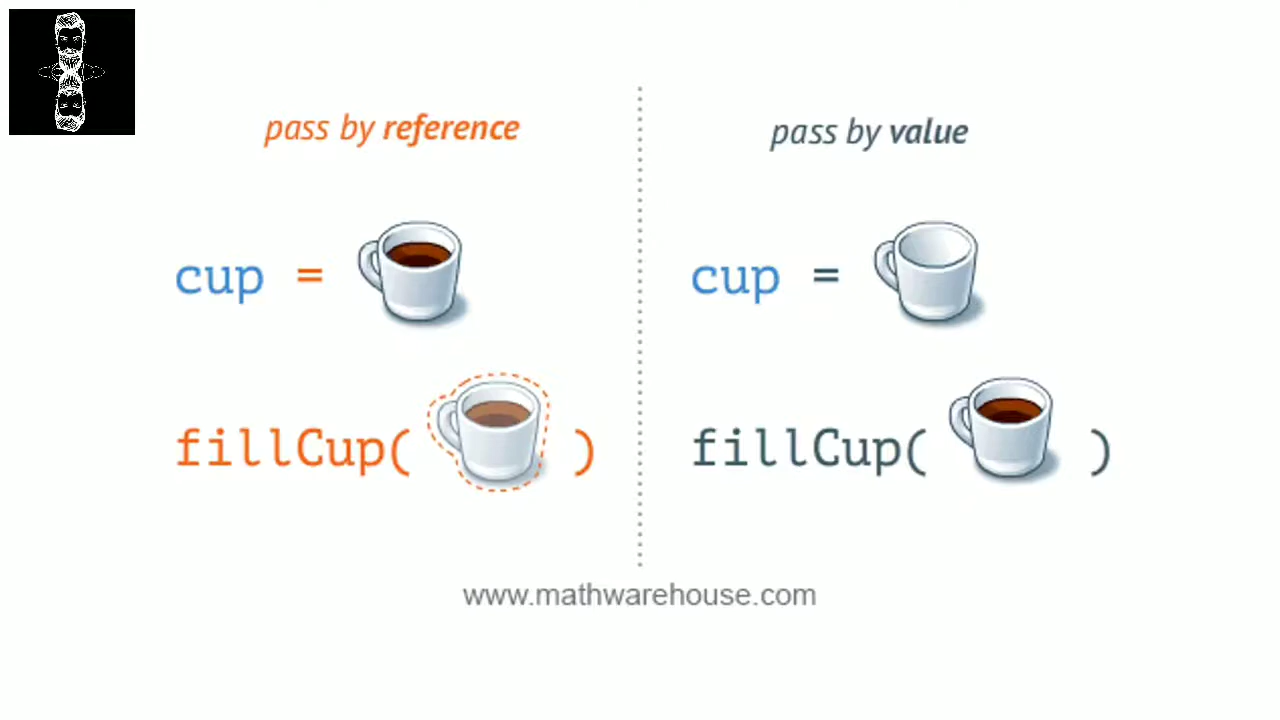 pass by reference
cup =
fillCup( )
pass by value
cup =
fillCup( )
www.mathwarehouse.com